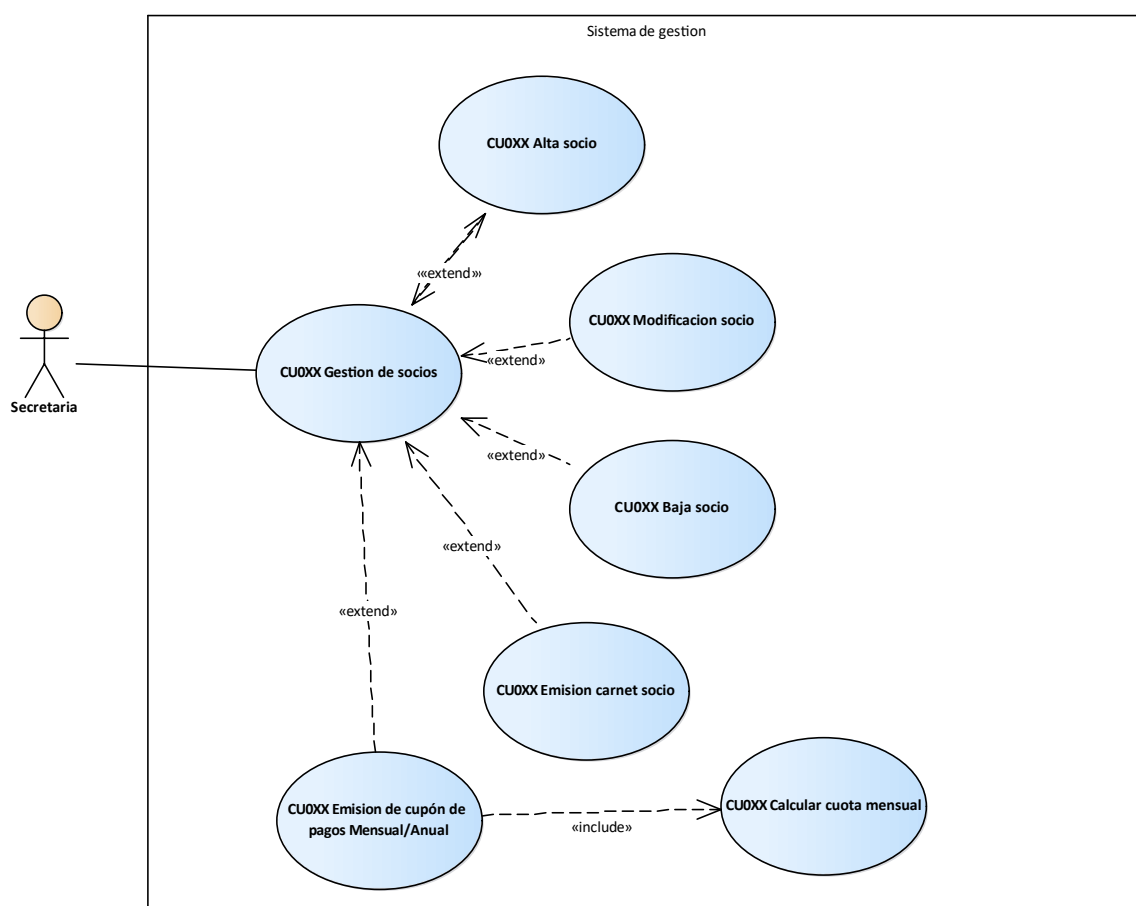 Sistema de gestion
CU0XX Alta socio
««extend»»
CU0XX Modificacion socio
«extend»
CU0XX Gestion de socios
Secretaria
«extend»
CU0XX Baja socio
«extend»
«extend»
CU0XX Emision carnet socio
CU0XX Emision de cupón de
pagos Mensual/Anual
«include»
CU0XX Calcular cuota mensual